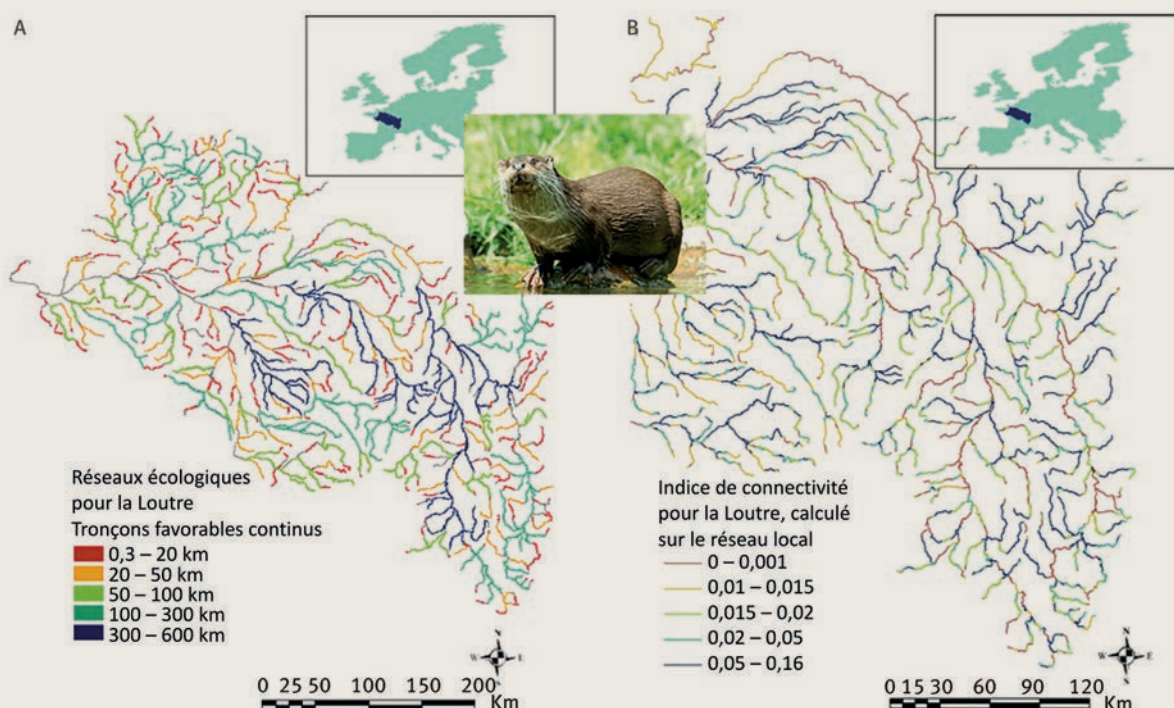 A
B
Réseaux écologiques
pour la Loutre
Tronçons favorables continus
0,3 – 20 km
20 – 50 km
50 – 100 km
100 – 300 km
300 – 600 km
N
W E
S
0 25 50 100 150 200
Km
Indice de connectivité
pour la Loutre, calculé
sur le réseau local
0 – 0,001
0,01 – 0,015
0,015 – 0,02
0,02 – 0,05
0,05 – 0,16
N
W E
S
0 15 30 60 90 120
Km